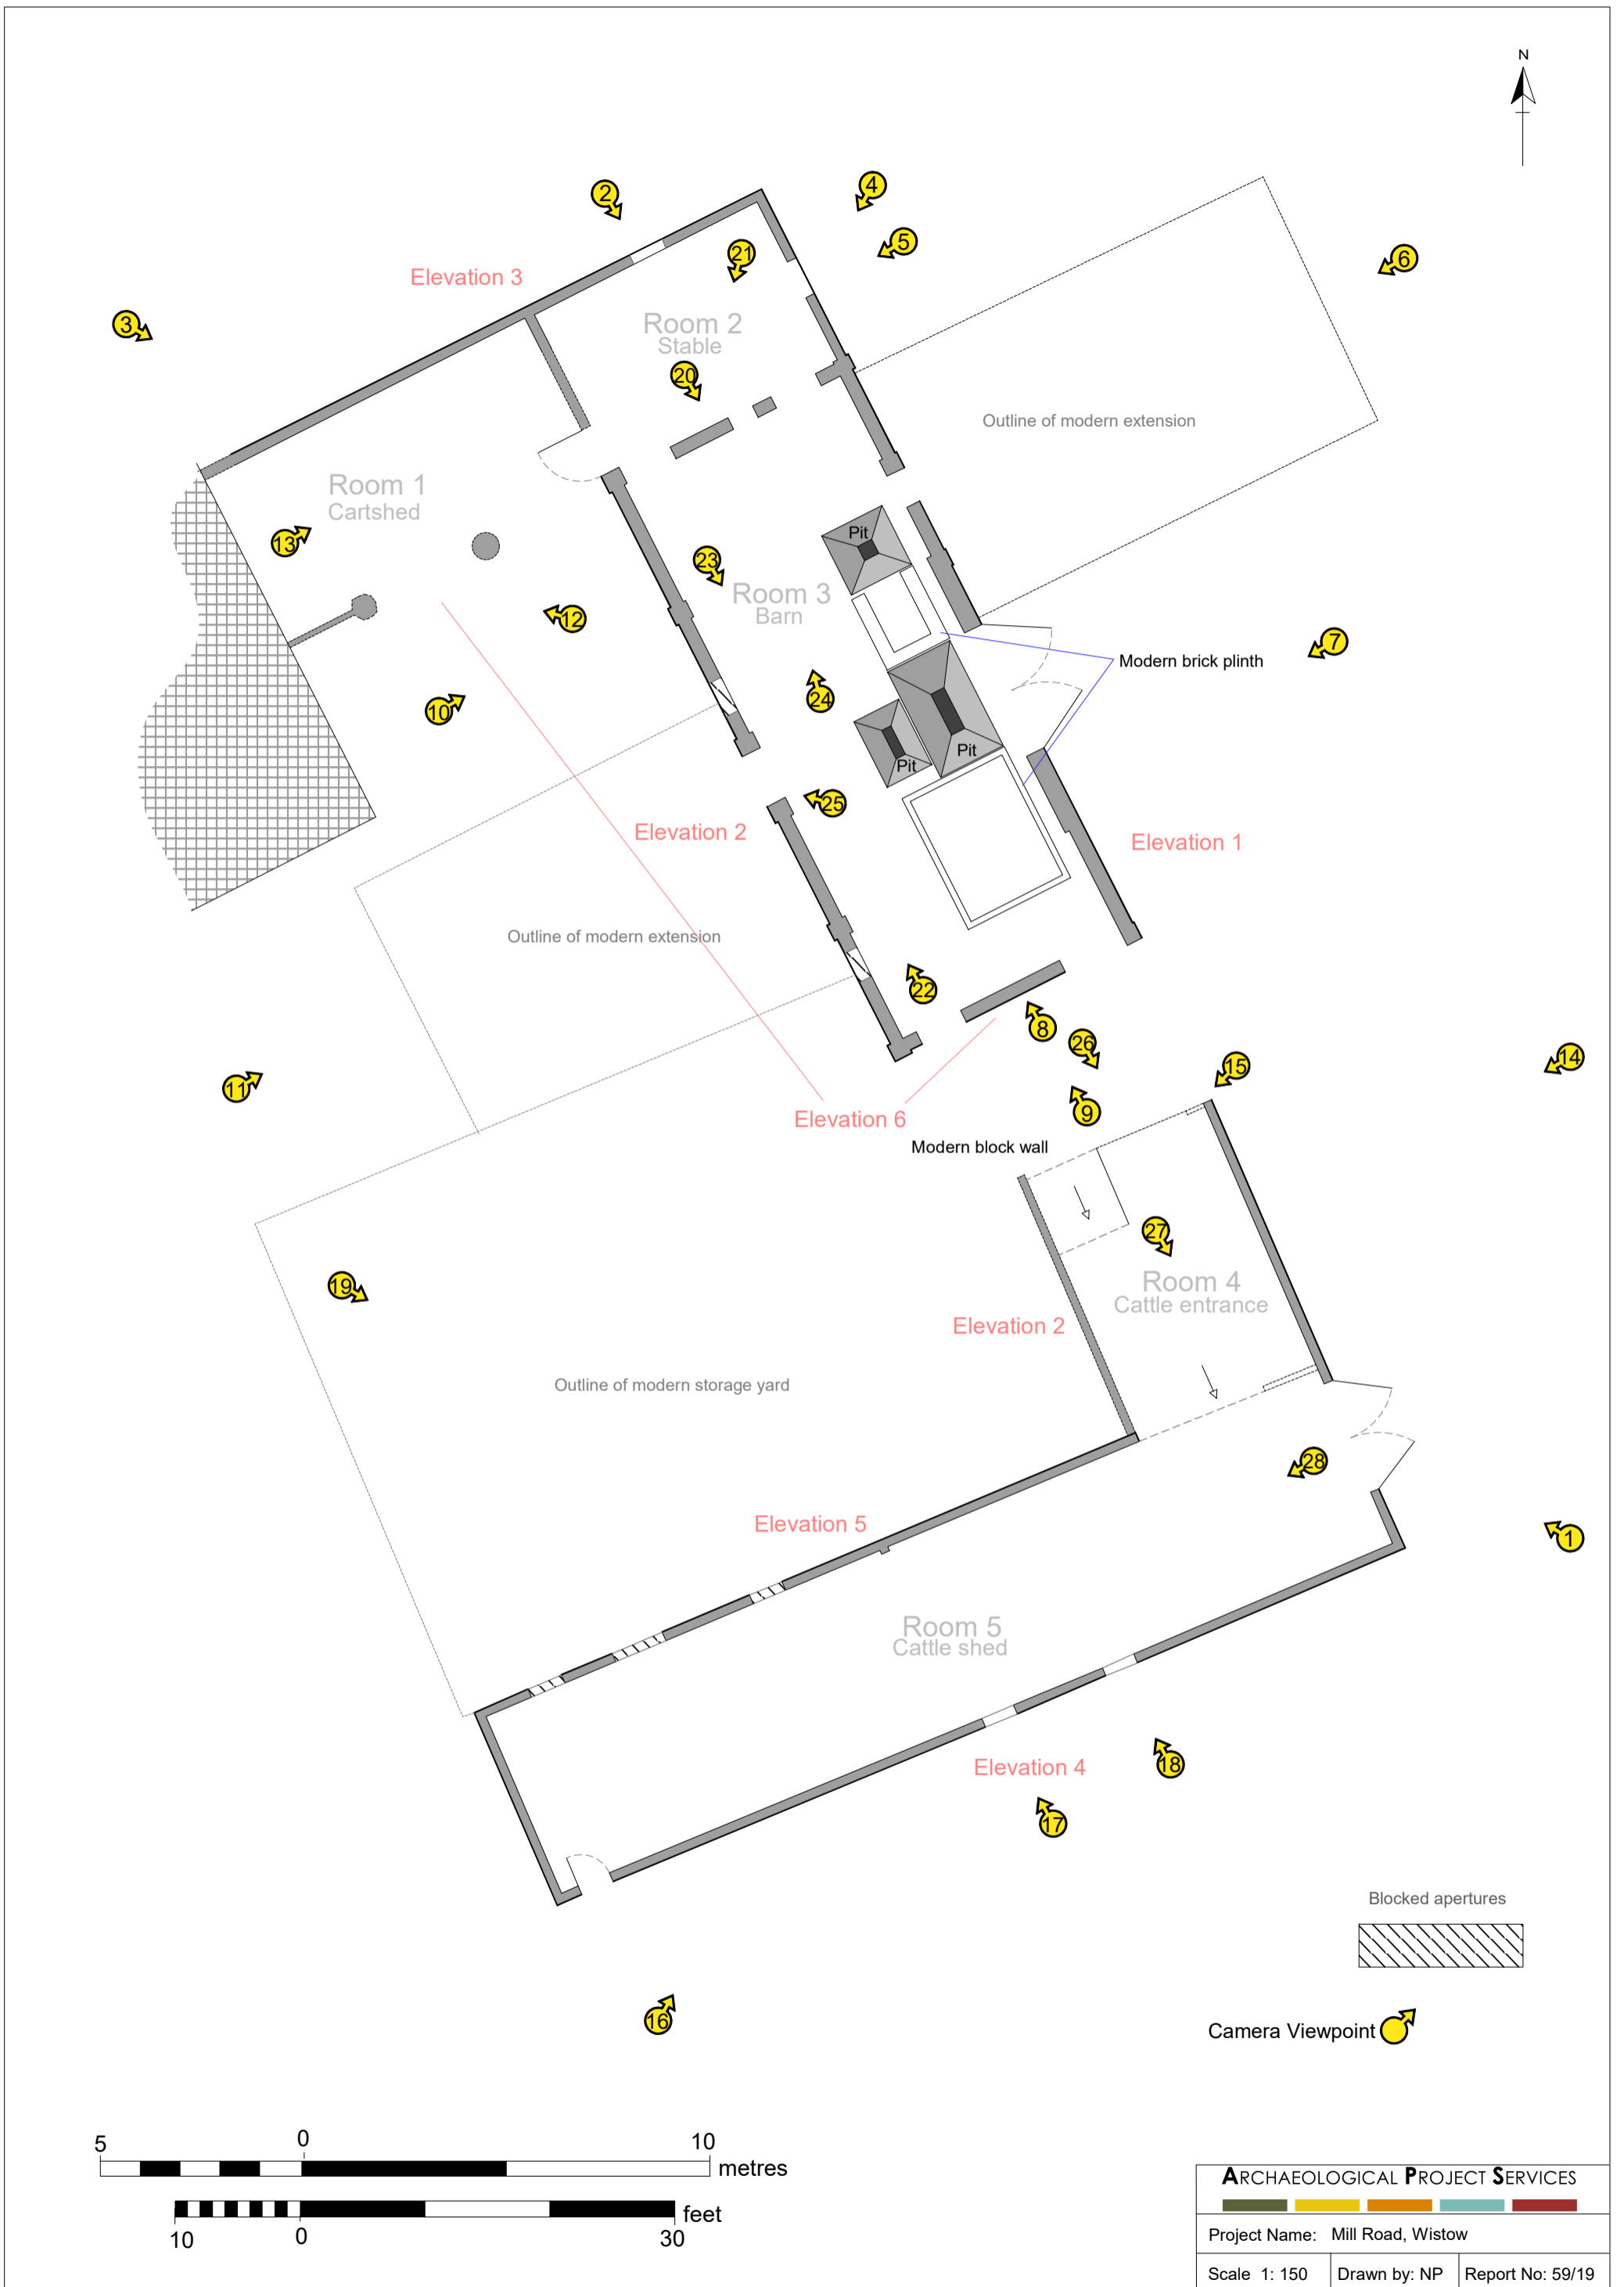 N
2
4
21
5
6
Elevation 3
3
Room 2
Stable
20
Outline of modern extension
Room 1
Cartshed
13
Pit
23
Room 3
Barn
12
7
Modern brick plinth
10
24
Pit
Pit
25
Elevation 2
Elevation 1
Outline of modern extension
22
8
26
14
15
11
9
Elevation 6
Modern block wall
27
19
Room 4
Cattle entrance
Elevation 2
Outline of modern storage yard
28
Elevation 5
1
Room 5
Cattle shed
Elevation 4
18
17
Blocked apertures
16
Camera Viewpoint
5 0 10
metres
feet
10 0 30
ARCHAEOLOGICAL PROJECT SERVICES
Project Name: Mill Road, Wistow
Scale 1: 150 Drawn by: NP Report No: 59/19